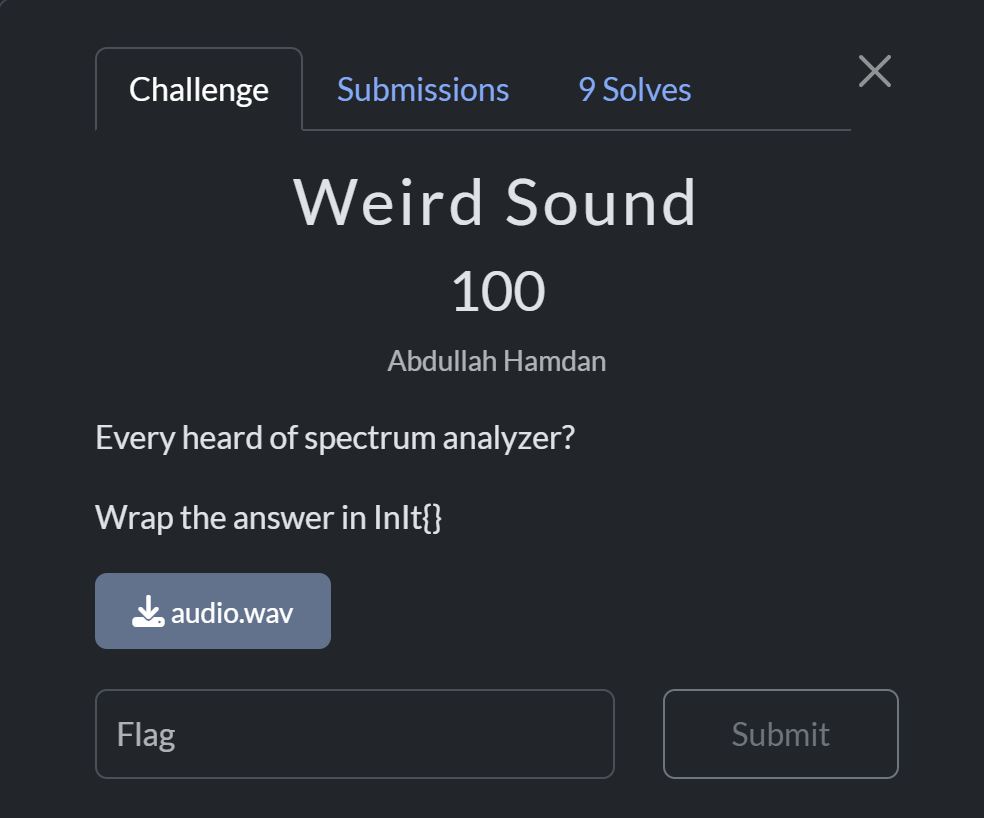 Challenge Submissions 9 Solves
Weird Sound
100
Abdullah Hamdan
Every heard of spectrum analyzer?
Wrap the answer in InIt{}
audio.wav
Flag Submit